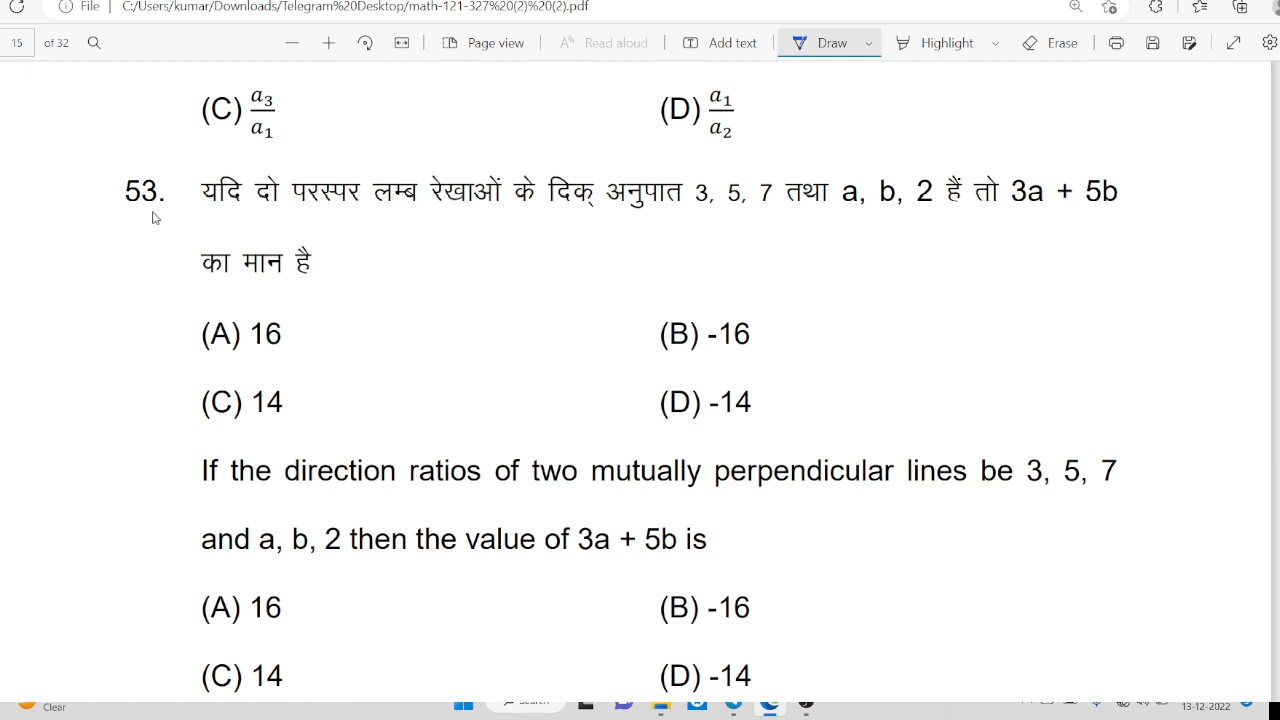 File C:/Users/kumar/Downloads/Telegram%20Desktop/math-121-327%20(2)%20(2).pdf
15 of 32 Page view Read aloud Add text Draw Highlight Erase
(C) a₃/a₁ (D) a₁/a₂
53. यदि दो परस्पर लम्ब रेखाओं के दिक् अनुपात 3, 5, 7 तथा a, b, 2 हैं तो 3a + 5b
का मान है
(A) 16 (B) -16
(C) 14 (D) -14
If the direction ratios of two mutually perpendicular lines be 3, 5, 7
and a, b, 2 then the value of 3a + 5b is
(A) 16 (B) -16
(C) 14 (D) -14
Clear Search 13-12-2022